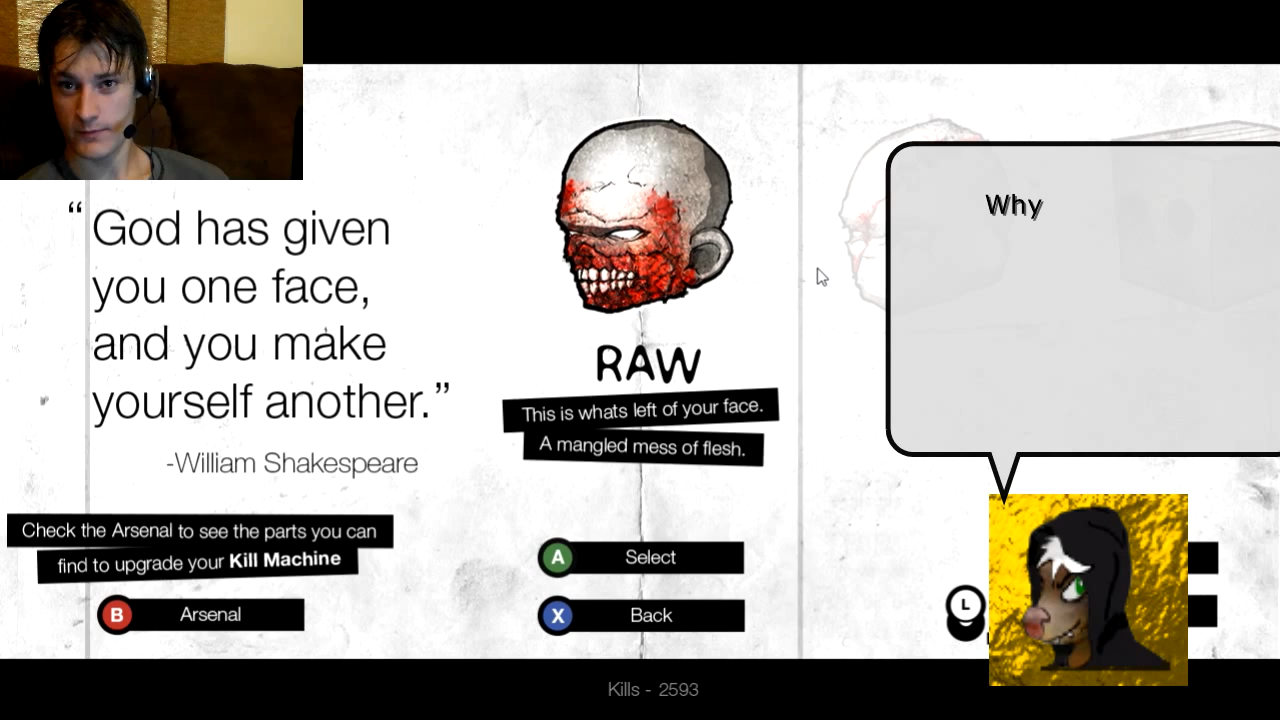 “God has given
you one face,
and you make
yourself another.”
-William Shakespeare
Check the Arsenal to see the parts you can
find to upgrade your Kill Machine
B Arsenal
RAW
This is whats left of your face.
A mangled mess of flesh.
A Select
X Back
Why
L
Kills - 2593